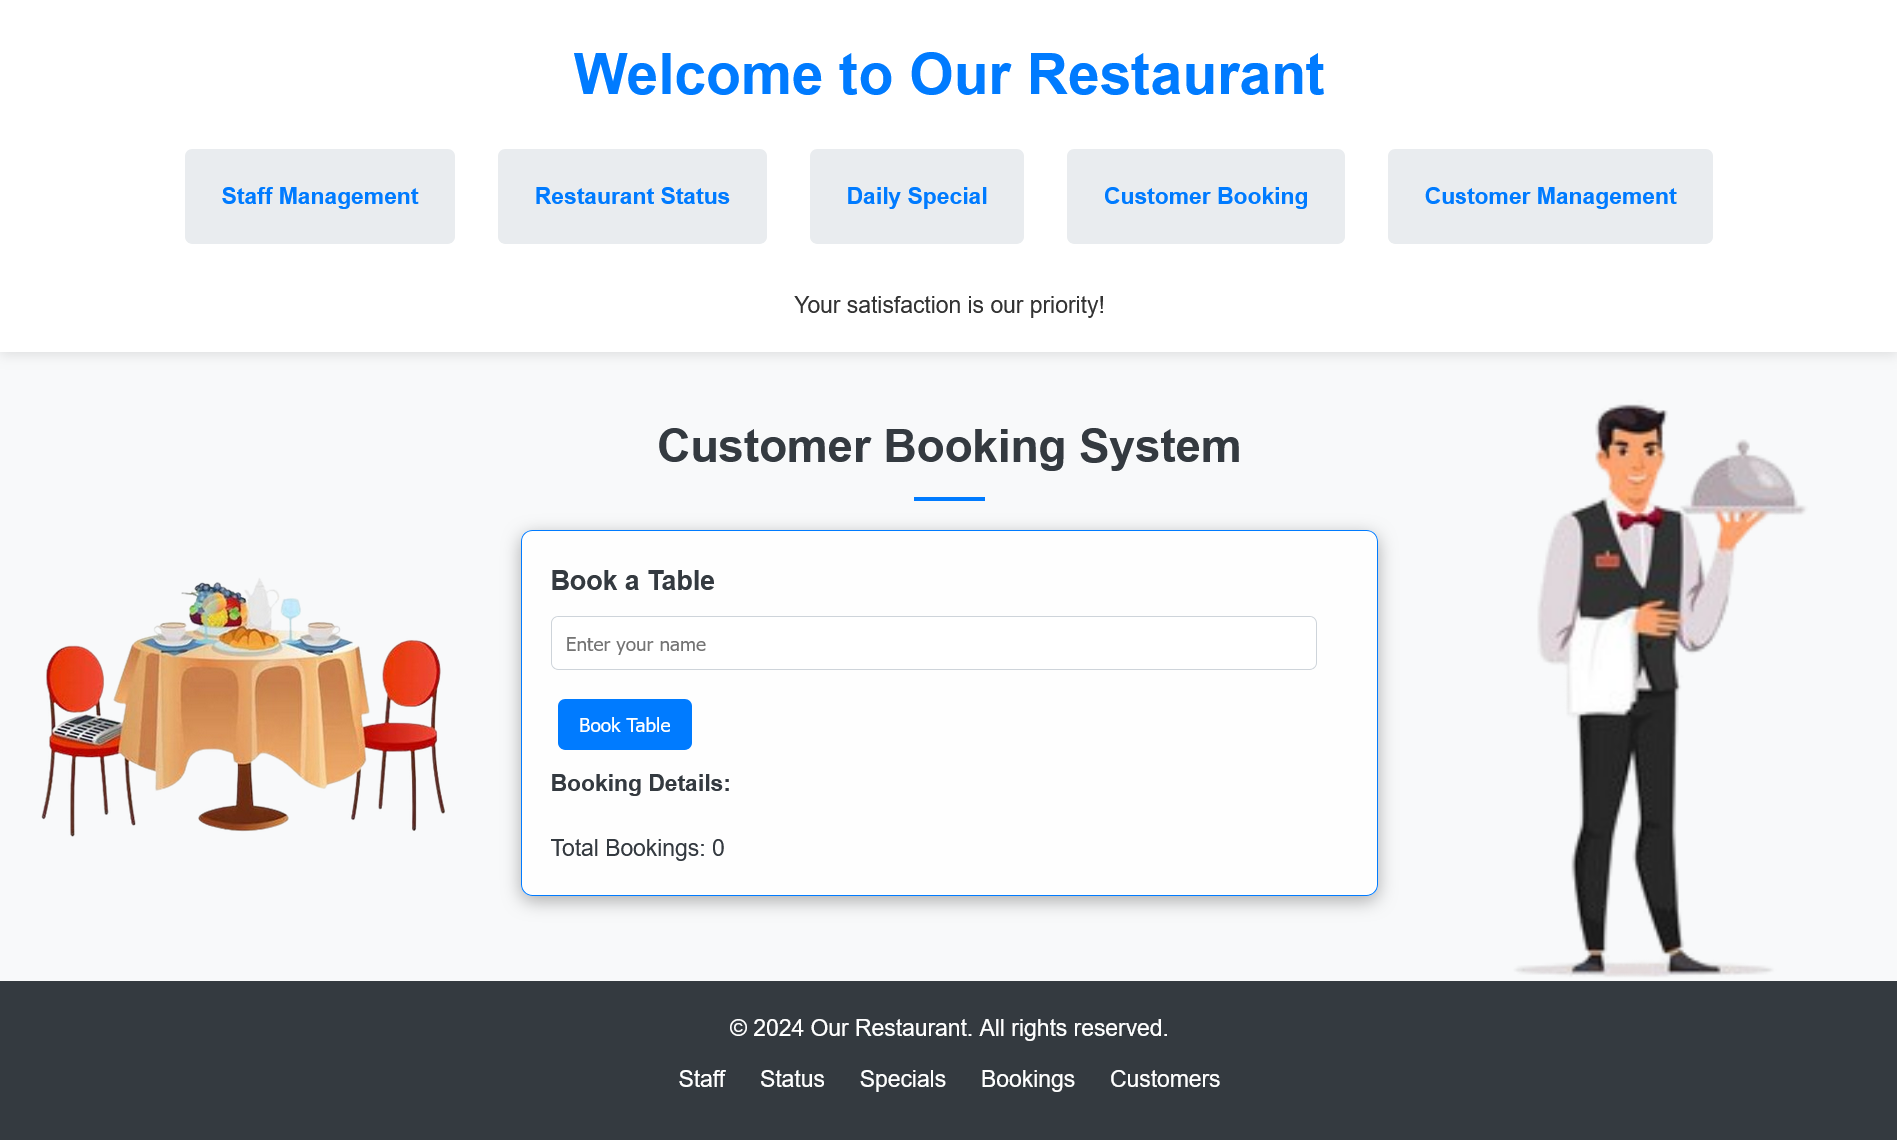 Welcome to Our Restaurant
Staff Management
Restaurant Status
Daily Special
Customer Booking
Customer Management
Your satisfaction is our priority!
Customer Booking System
Book a Table
Enter your name
Book Table
Booking Details:
Total Bookings: 0
© 2024 Our Restaurant. All rights reserved.
Staff Status Specials Bookings Customers